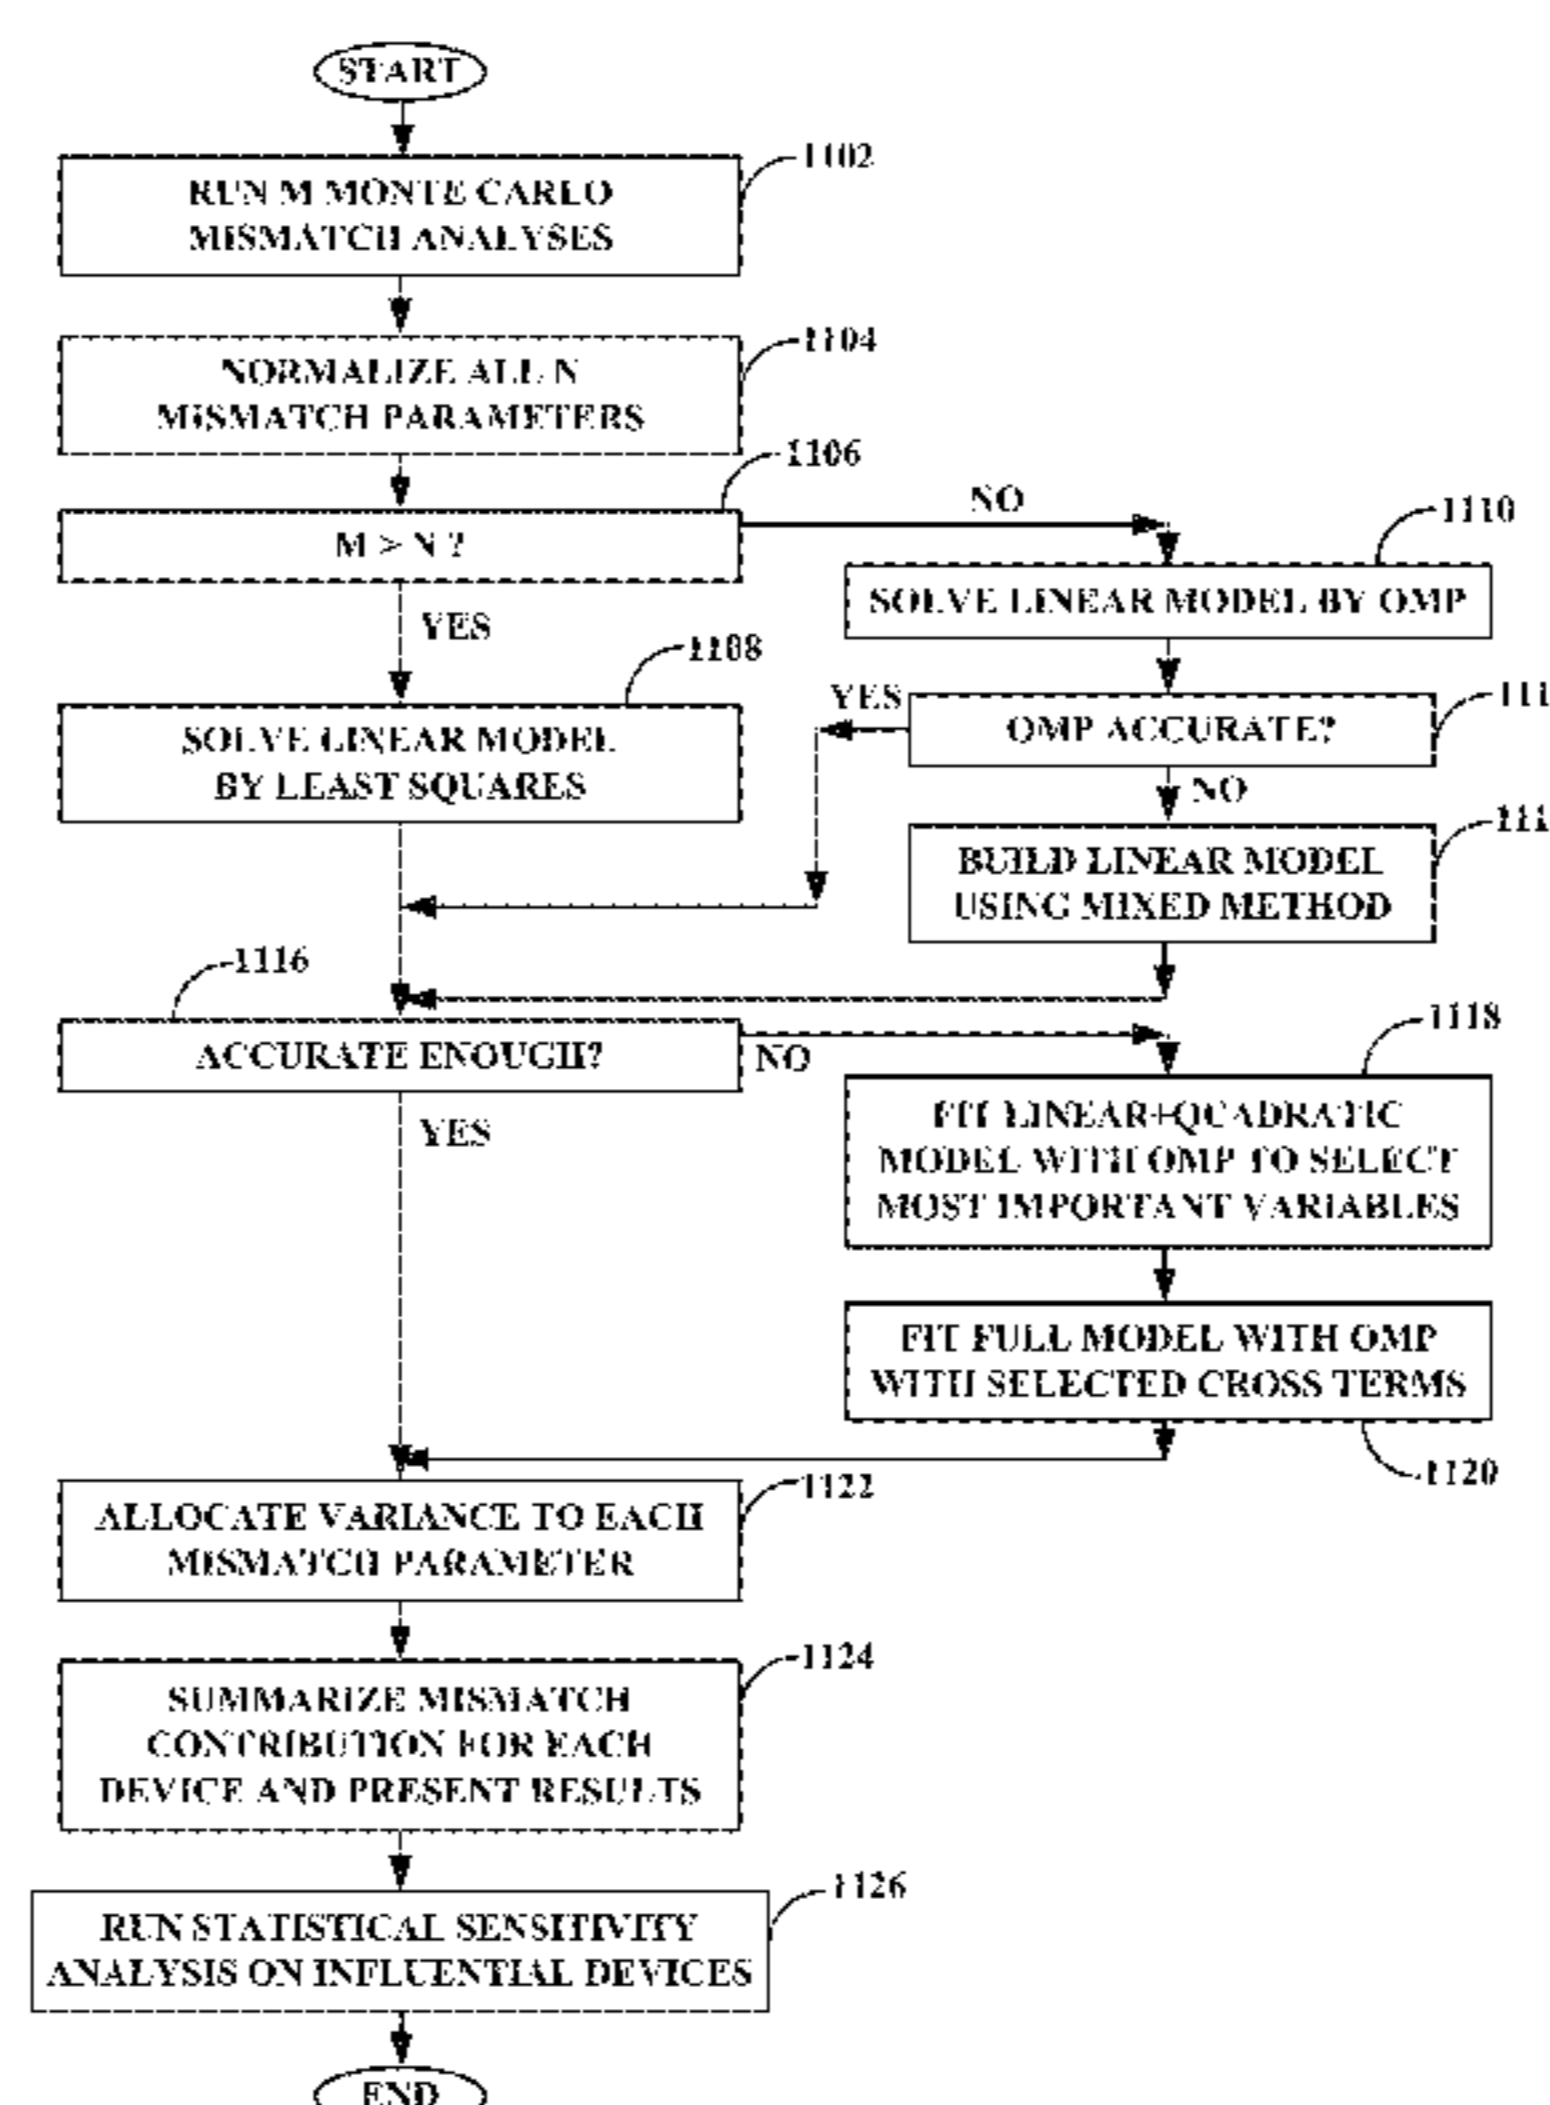 START
1102
RUN M MONTE CARLO
MISMATCH ANALYSES
1104
NORMALIZE ALL N
MISMATCH PARAMETERS
1106
M > N ?
NO
1110
SOLVE LINEAR MODEL BY OMP
YES
1108
SOLVE LINEAR MODEL
BY LEAST SQUARES
111
YES
OMP ACCURATE?
NO
111
BUILD LINEAR MODEL
USING MIXED METHOD
1116
ACCURATE ENOUGH?
NO
YES
1118
FIT LINEAR+QCADRATIC
MODEL WITH OMP TO SELECT
MOST IMPORTANT VARIABLES
FIT FULL MODEL WITH OMP
WITH SELECTED CROSS TERMS
1120
1122
ALLOCATE VARIANCE TO EACH
MISMATCH PARAMETER
1124
SUMMARIZE MISMATCH
CONTRIBUTION FOR EACH
DEVICE AND PRESENT RESULTS
1126
RUN STATISTICAL SENSITIVITY
ANALYSIS ON INFLUENTIAL DEVICES
END